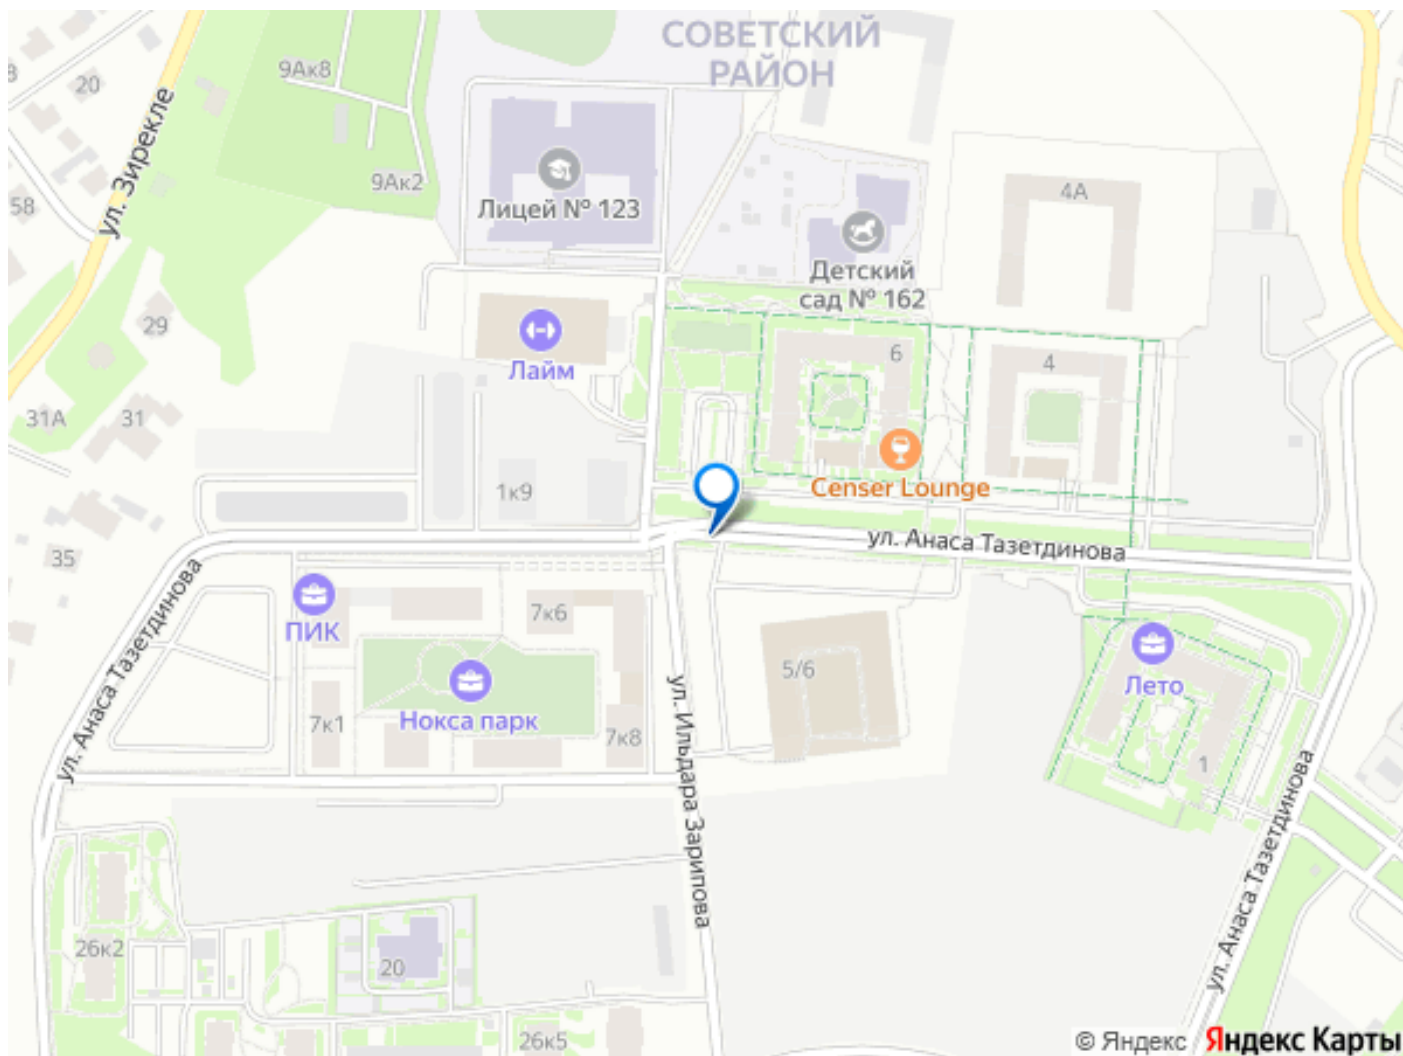 СОВЕТСКИЙ
РАЙОН
9Ак8
20
ул. Зирекле
9Ак2
58
Лицей № 123
4А
Детский
сад № 162
29
Лайм
6
4
31А
31
1к9
Censer Lounge
ул. Анаса Тазетдинова
35
ул. Анаса Тазетдинова
ПИК
7к6
5/6
Лето
Нокса парк
7к1
7к8
ул. Ильдара Зарипова
1
ул. Анаса Тазетдинова
26к2
20
26к5
© Яндекс Яндекс Карты